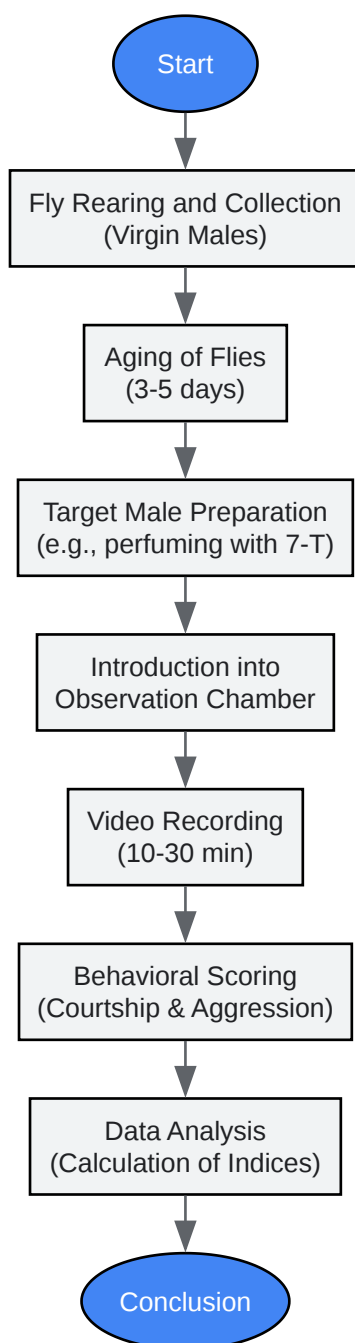 Start
Fly Rearing and Collection
(Virgin Males)
Aging of Flies
(3-5 days)
Target Male Preparation
(e.g., perfuming with 7-T)
Introduction into
Observation Chamber
Video Recording
(10-30 min)
Behavioral Scoring
(Courtship & Aggression)
Data Analysis
(Calculation of Indices)
Conclusion